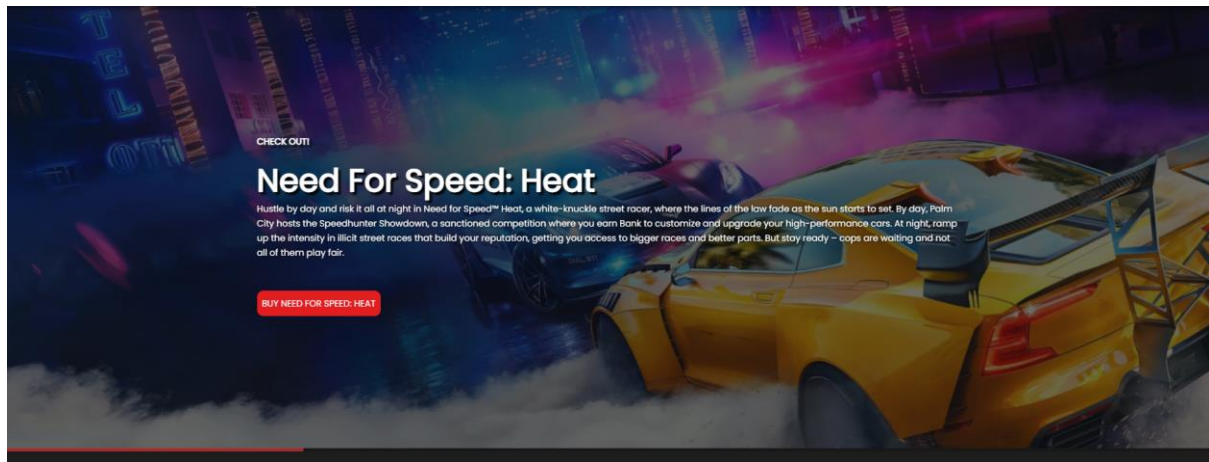 TEL
CHECK OUT!
Need For Speed: Heat
Hustle by day and risk it all at night in Need for Speed™ Heat, a white-knuckle street racer, where the lines of the law fade as the sun starts to set. By day, Palm
City hosts the Speedhunter Showdown, a sanctioned competition where you earn Bank to customize and upgrade your high-performance cars. At night, ramp
up the intensity in illicit street races that build your reputation, getting you access to bigger races and better parts. But stay ready – cops are waiting and not
all of them play fair.
BUY NEED FOR SPEED: HEAT